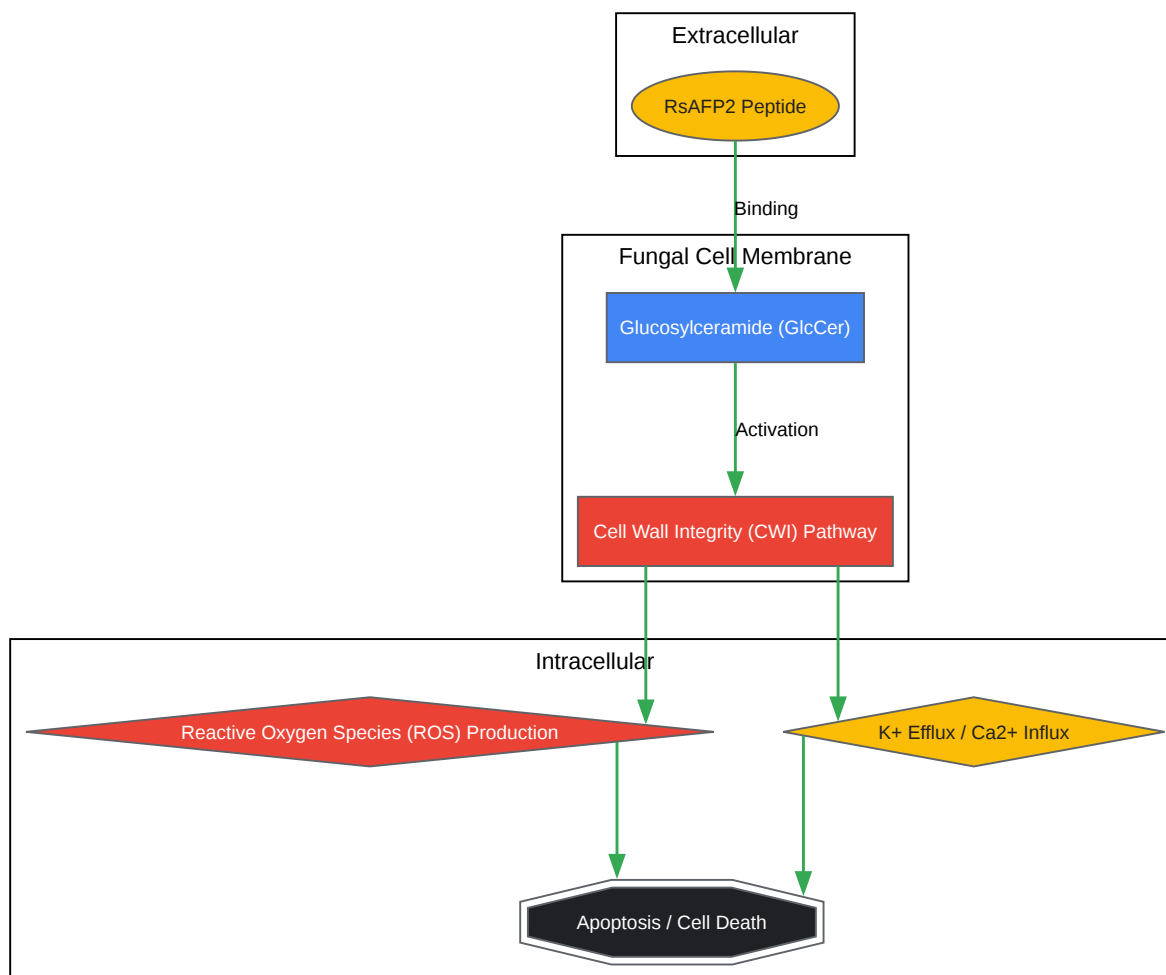 Extracellular
RsAFP2 Peptide
Binding
Fungal Cell Membrane
Glucosylceramide (GlcCer)
Activation
Cell Wall Integrity (CWI) Pathway
Intracellular
Reactive Oxygen Species (ROS) Production
K+ Efflux / Ca2+ Influx
Apoptosis / Cell Death